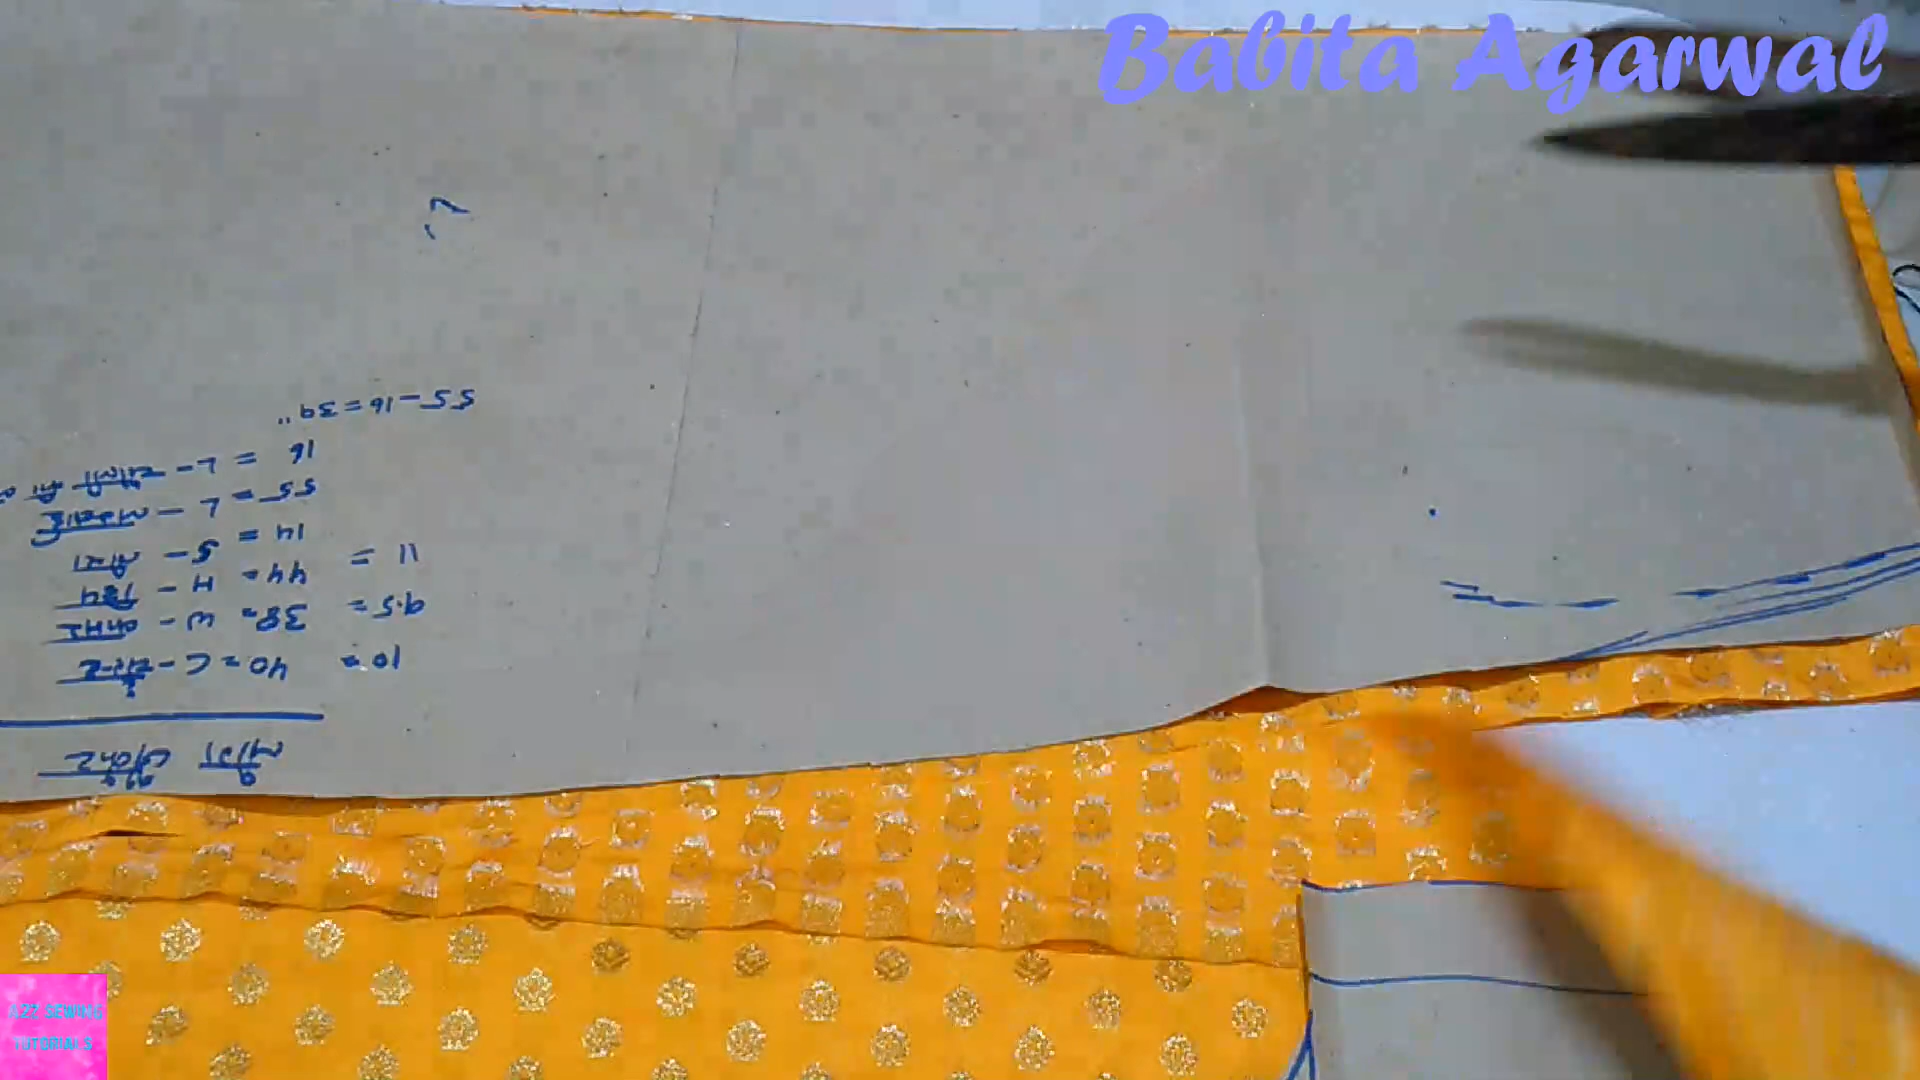 Babita Agarwal
10 = 40 = C - चेस्ट
9.5 = 38 = W - कमर
11 = 44 = H - हिप
14 = S -
55 = L - लम्बाई
16 = L - चोली की
55 - 16 = 39"
AZZ SEWING
TUTORIALS